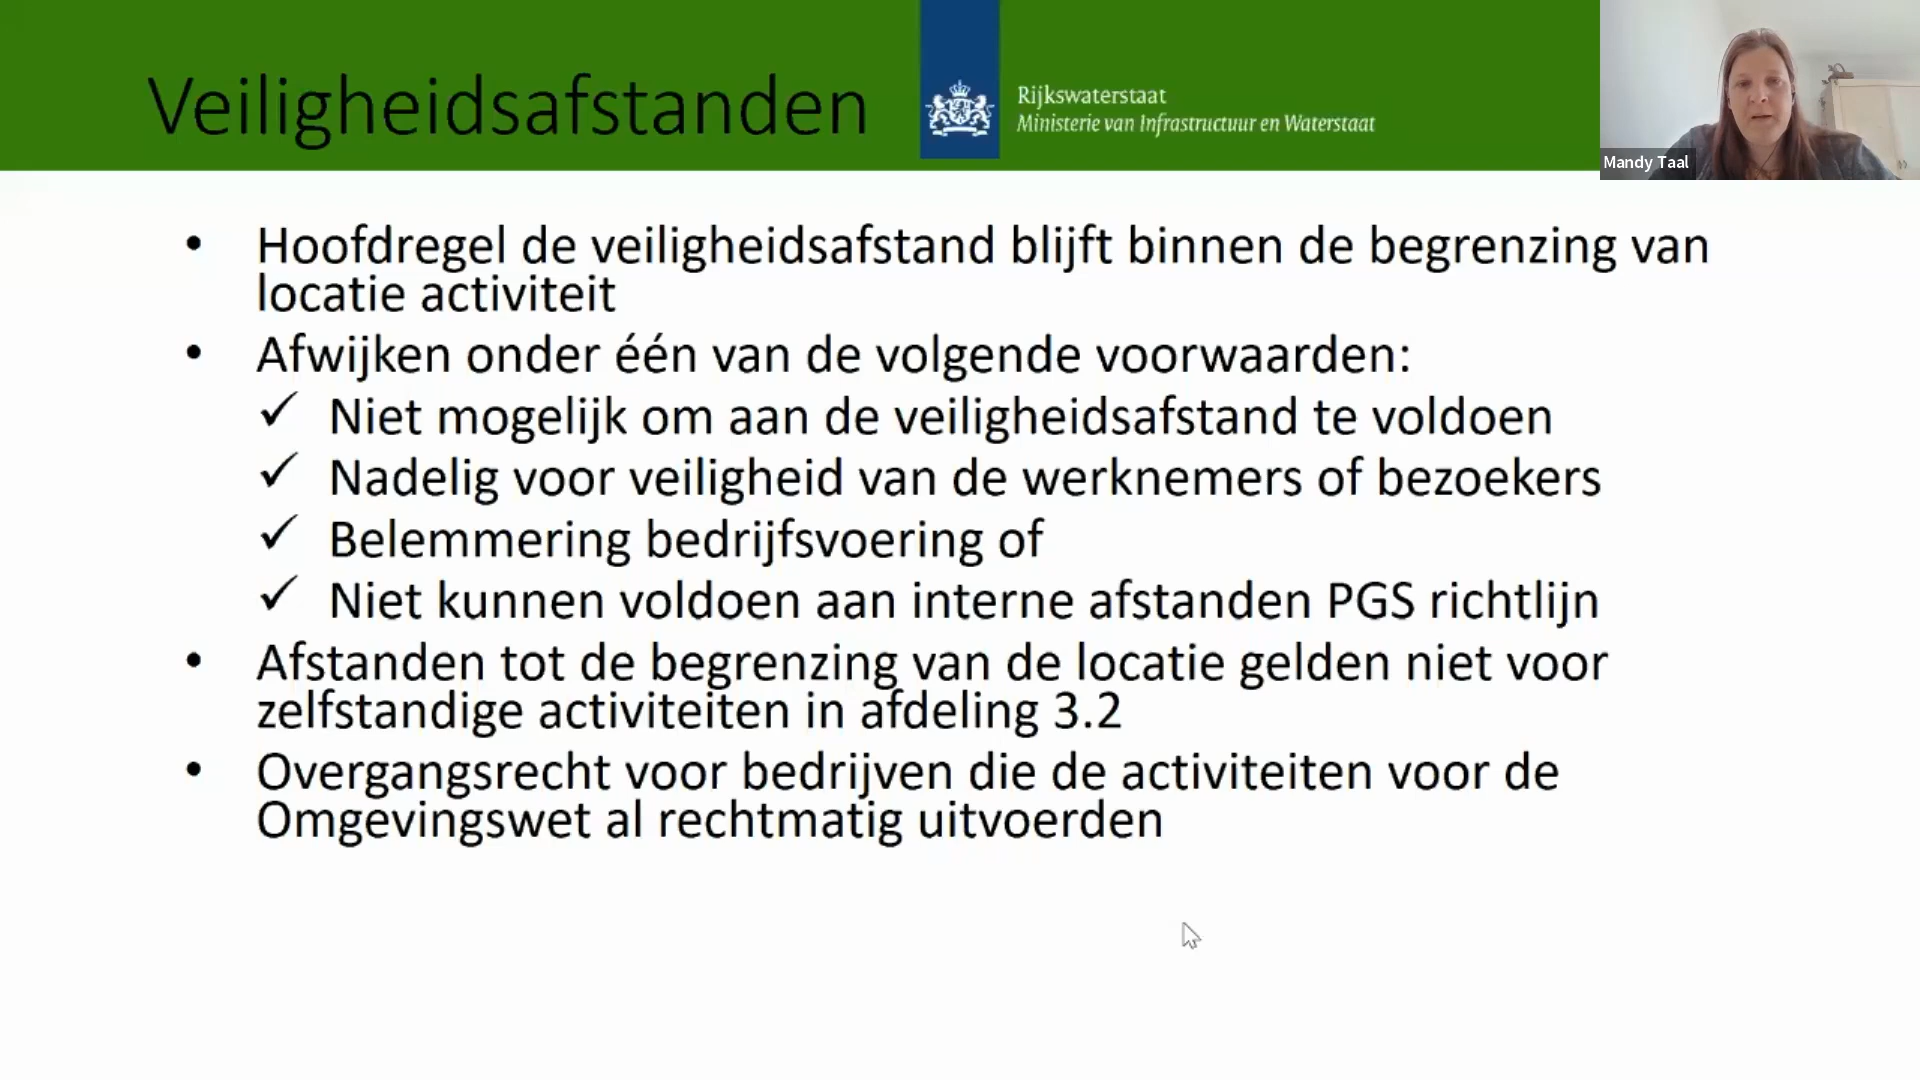 Veiligheidsafstanden
Rijkswaterstaat
Ministerie van Infrastructuur en Waterstaat
Mandy Taal
• Hoofdregel de veiligheidsafstand blijft binnen de begrenzing van
locatie activiteit
• Afwijken onder één van de volgende voorwaarden:
✓ Niet mogelijk om aan de veiligheidsafstand te voldoen
✓ Nadelig voor veiligheid van de werknemers of bezoekers
✓ Belemmering bedrijfsvoering of
✓ Niet kunnen voldoen aan interne afstanden PGS richtlijn
• Afstanden tot de begrenzing van de locatie gelden niet voor
zelfstandige activiteiten in afdeling 3.2
• Overgangsrecht voor bedrijven die de activiteiten voor de
Omgevingswet al rechtmatig uitvoerden